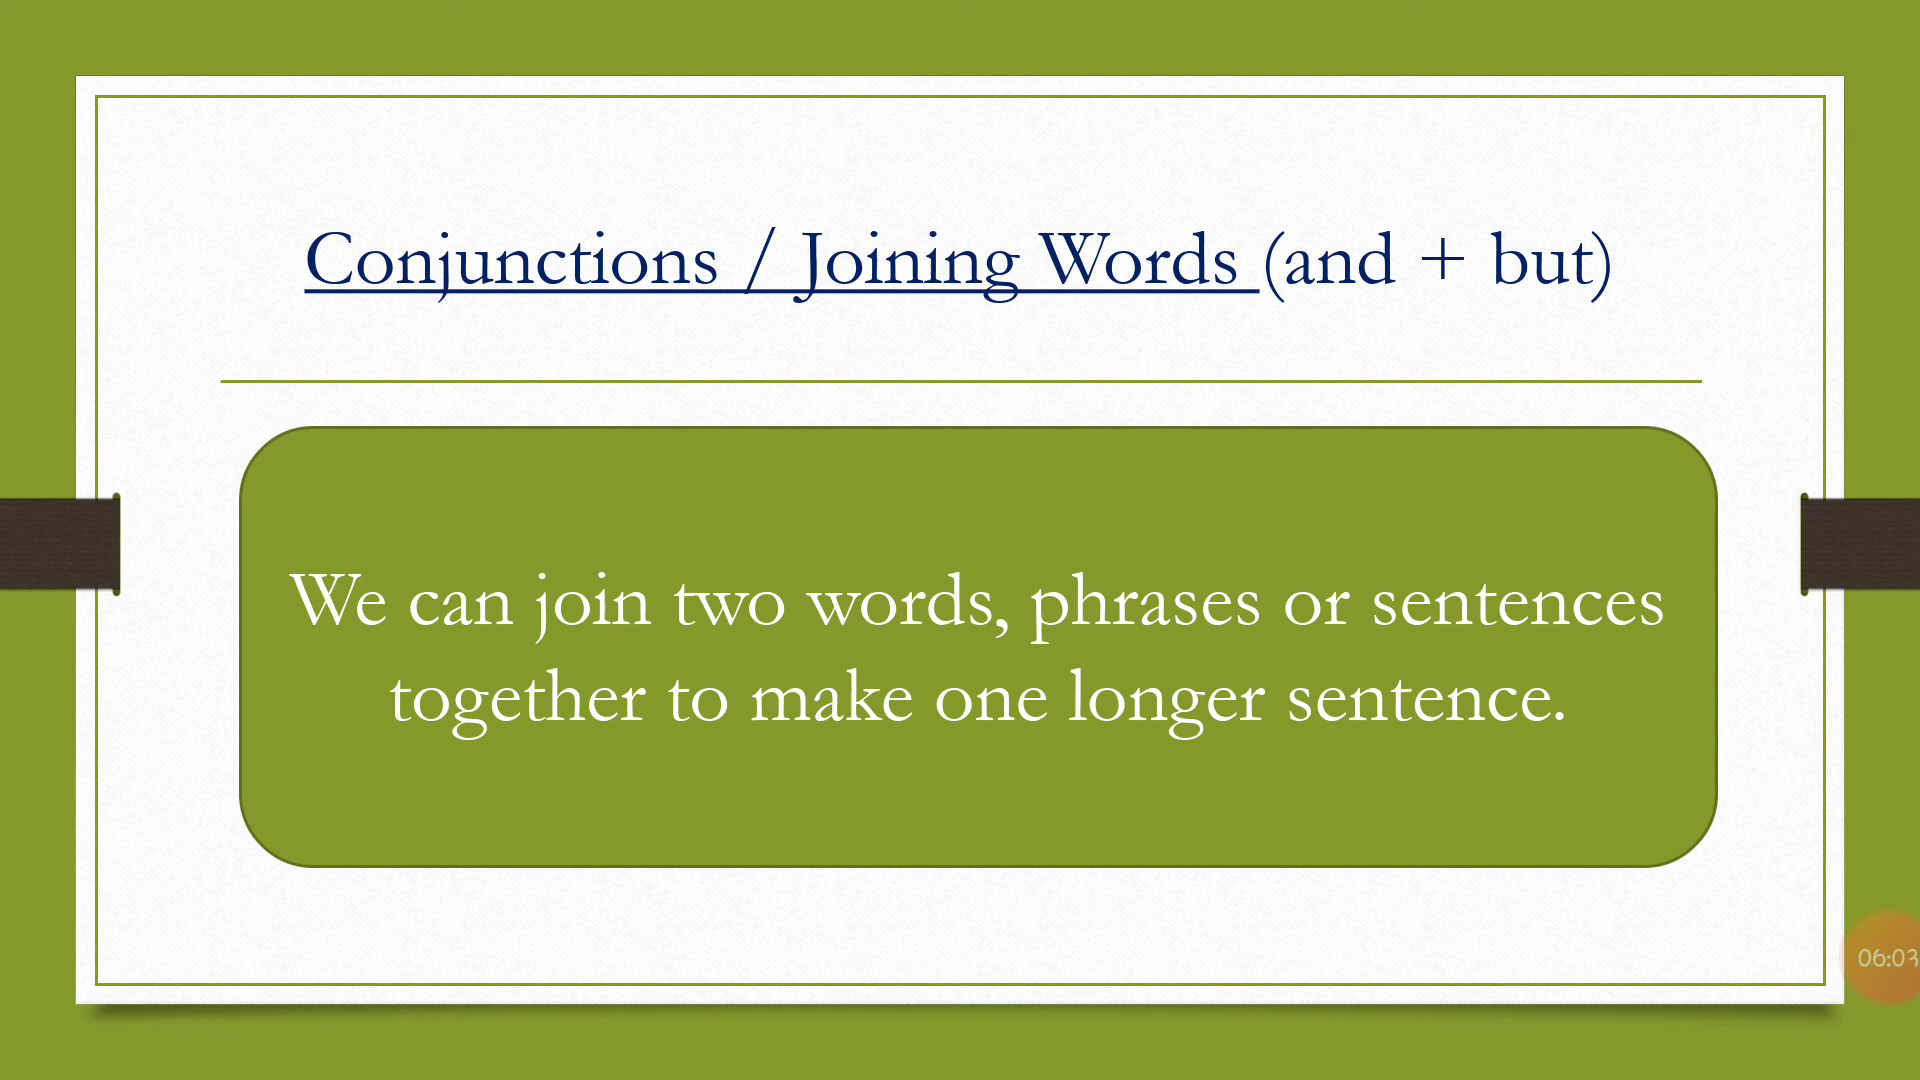 Conjunctions / Joining Words (and + but)
We can join two words, phrases or sentences
together to make one longer sentence.
06:03